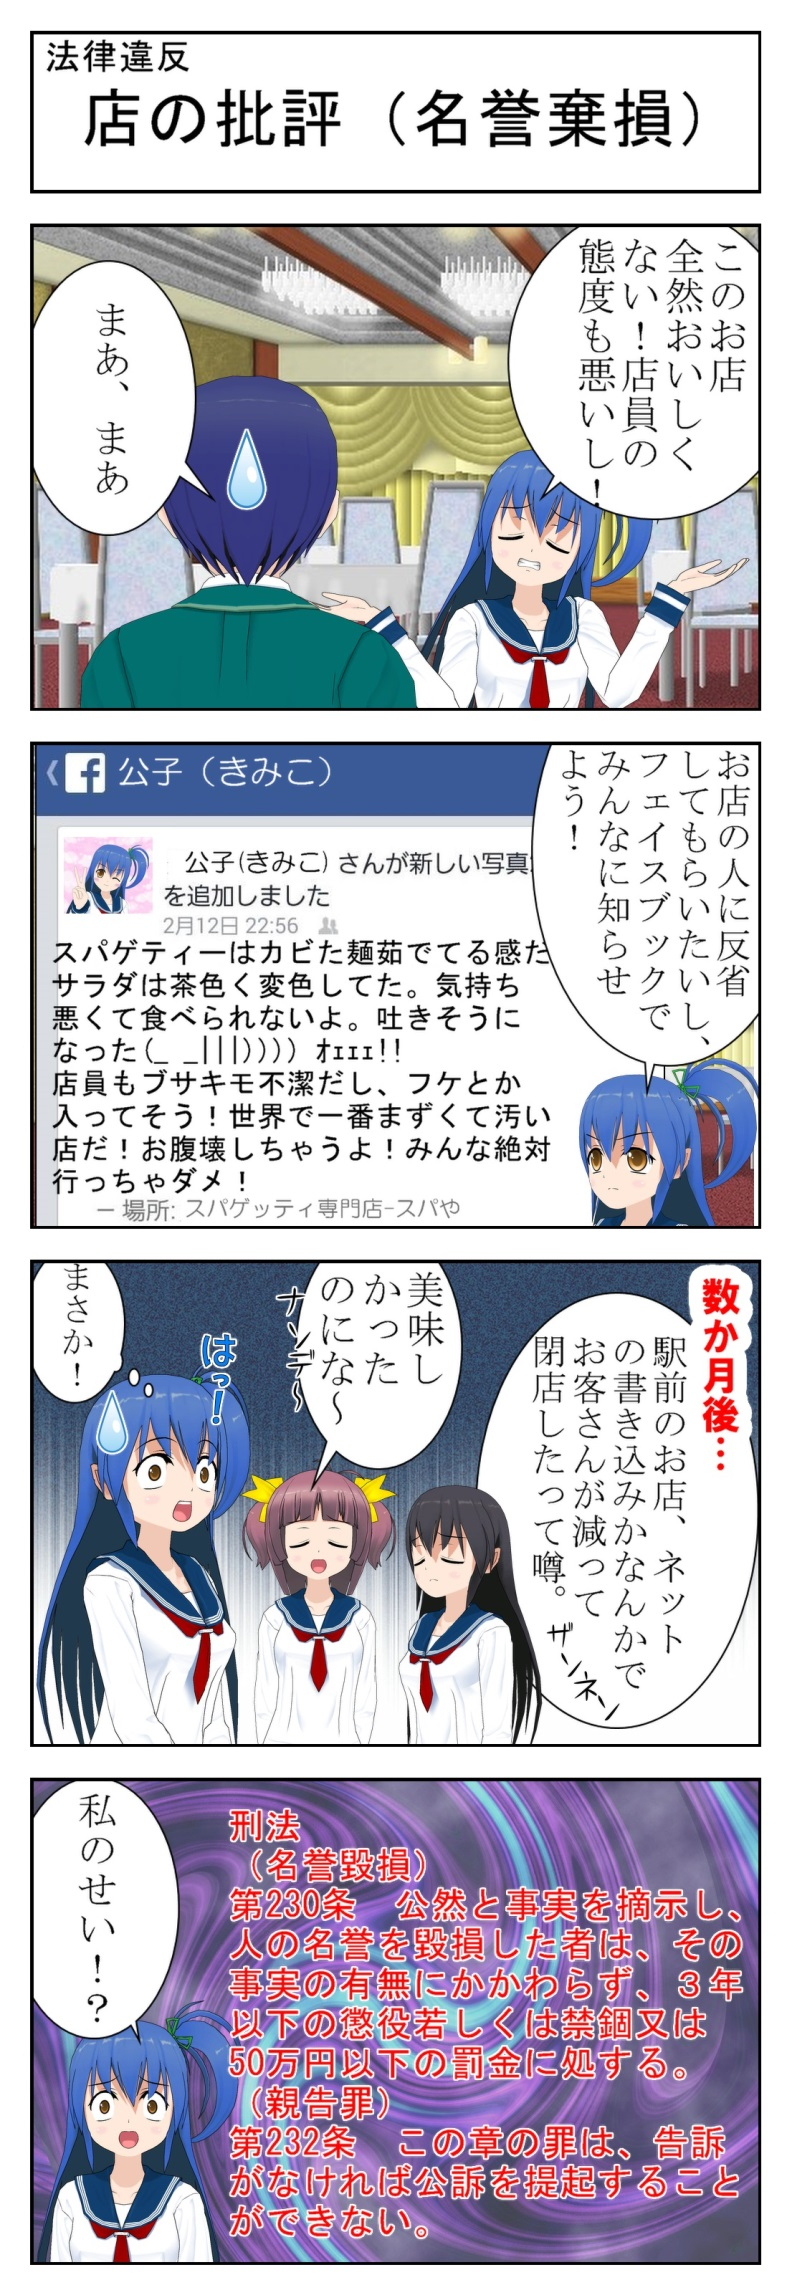 法律違反
店の批評（名誉棄損）
このお店
全然おいしく
ない！店員の
態度も悪いし！
まあ、まあ
お店の人に反省
してもらいたいし、
フェイスブックで
みんなに知らせ
よう！
公子（きみこ）
公子(きみこ) さんが新しい写真
を追加しました
2月12日 22:56
スパゲティーはカビた麺茹でてる感だ
サラダは茶色く変色してた。気持ち
悪くて食べられないよ。吐きそうに
なった(_ _|||)))) ｵｪｪｪ!!
店員もブサキモ不潔だし、フケとか
入ってそう！世界で一番まずくて汚い
店だ！お腹壊しちゃうよ！みんな絶対
行っちゃダメ！
－ 場所: スパゲッティ専門店-スパや
数か月後…
駅前のお店、ネット
の書き込みかなんかで
お客さんが減って
閉店したって噂。
ザーンネーン
美味し
かった
のにな～
ナンデ～
はっ！
まさか！
私のせい！？
刑法
（名誉毀損）
第230条　公然と事実を摘示し、
人の名誉を毀損した者は、その
事実の有無にかかわらず、３年
以下の懲役若しくは禁錮又は
50万円以下の罰金に処する。
（親告罪）
第232条　この章の罪は、告訴
がなければ公訴を提起すること
ができない。